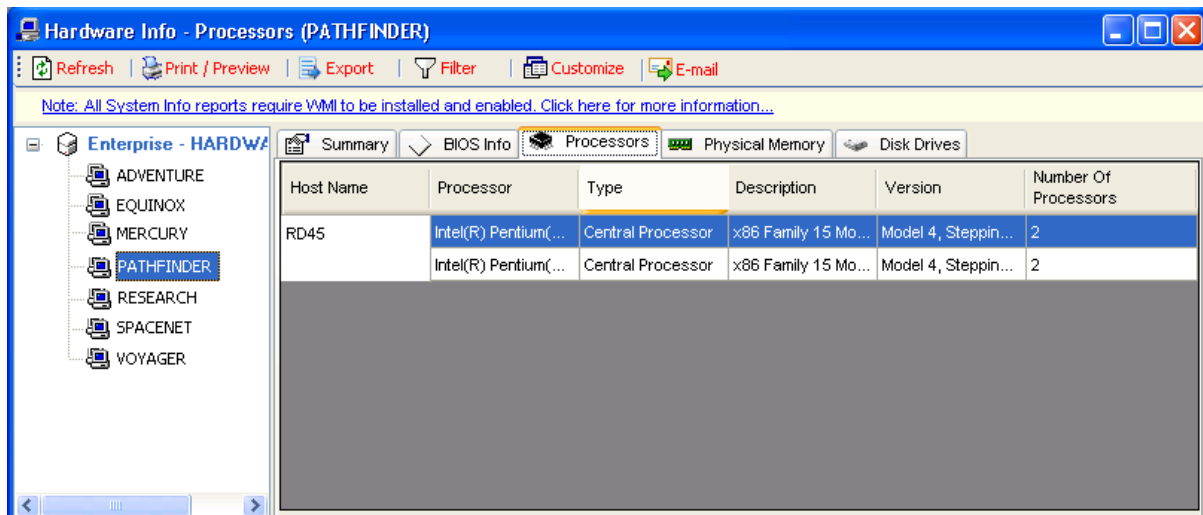 Hardware Info - Processors (PATHFINDER)
Refresh Print / Preview Export Filter Customize E-mail
Note: All System Info reports require WMI to be installed and enabled. Click here for more information...
Enterprise - HARDWA
ADVENTURE
EQUINOX
MERCURY
PATHFINDER
RESEARCH
SPACENET
VOYAGER
Summary BIOS Info Processors Physical Memory Disk Drives
Host Name Processor Type Description Version Number Of Processors
RD45 Intel(R) Pentium(... Central Processor x86 Family 15 Mo... Model 4, Steppin... 2
Intel(R) Pentium(... Central Processor x86 Family 15 Mo... Model 4, Steppin... 2